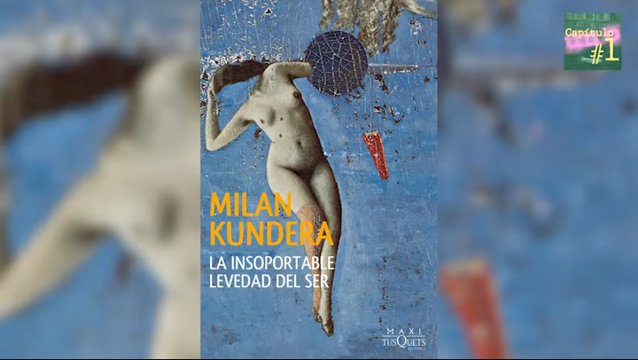 Capítulo
#1
MILAN
KUNDERA
LA INSOPORTABLE
LEVEDAD DEL SER
MAXI
TUSQUETS